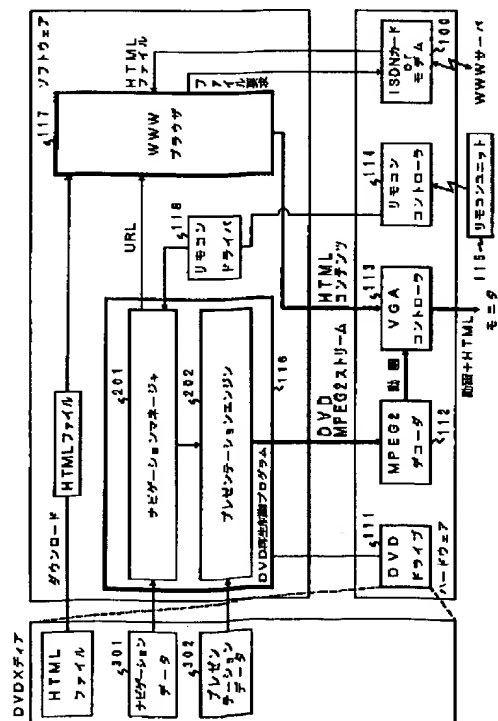 DVDメディア
HTML
ファイル
301
ナビゲーション
データ
302
プレゼン
テーション
データ
ソフトウェア
ダウンロード
HTMLファイル
117
WWW
ブラウザ
HTML
ファイル
ファイル要求
URL
118
リモコン
ドライバ
201
ナビゲーションマネージャ
202
プレゼンテーションエンジン
DVD再生制御プログラム
116
DVD
MPEG2ストリーム
HTML
コンテンツ
ハードウェア
111
DVD
ドライブ
112
MPEG2
デコーダ
動画
113
VGA
コントローラ
114
リモコン
コントローラ
100
ISDNカード
or
モデム
動画+HTML
モニタ
115
リモコンユニット
WWWサーバ